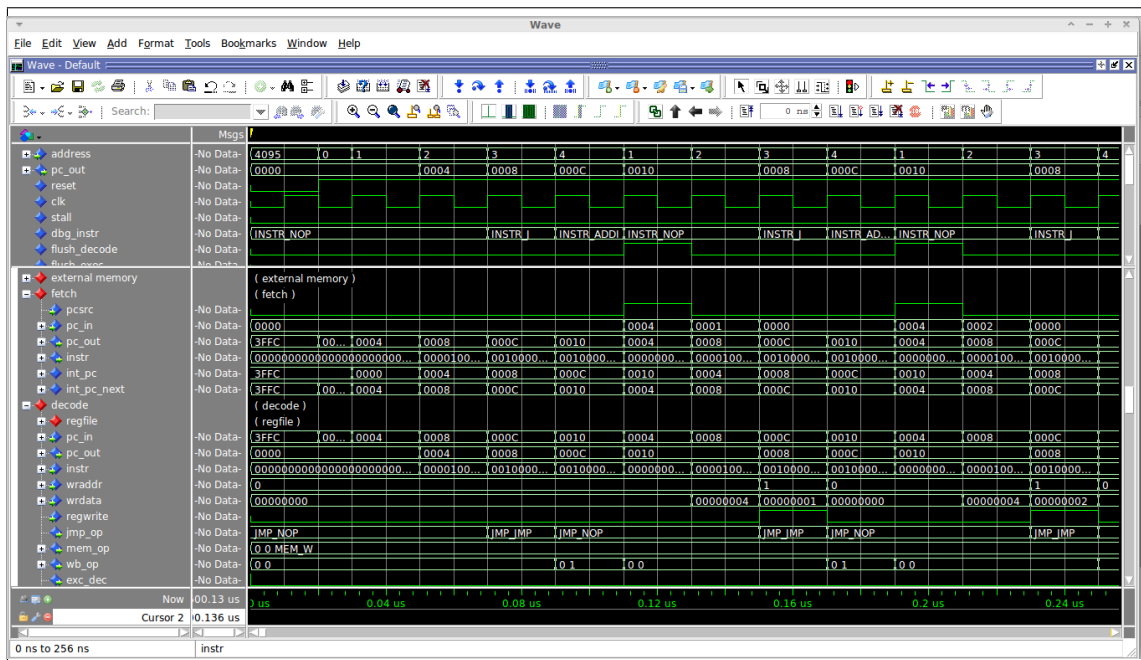 Wave
File Edit View Add Format Tools Bookmarks Window Help
Wave - Default
Search: 0 ns
Msgs
address -No Data- 4095 0 1 2 3 4 1 2 3 4 1 2 3 4
pc_out -No Data- 0000 0004 0008 000C 0010 0008 000C 0010 0008
reset -No Data-
clk -No Data-
stall -No Data-
dbg_instr -No Data- INSTR_NOP INSTR_J INSTR_ADDI INSTR_NOP INSTR_J INSTR_AD... INSTR_NOP INSTR_J
flush_decode -No Data-
flush_exec -No Data-
external memory ( external memory )
fetch ( fetch )
pcsrc -No Data-
pc_in -No Data- 0000 0004 0001 0000 0004 0002 0000
pc_out -No Data- 3FFC 00... 0004 0008 000C 0010 0004 0008 000C 0010 0004 0008 000C
instr -No Data- 0000000000000000000000... 0000100... 0010000... 0010000... 0000000... 0000100... 0010000... 0010000... 0000000... 0000100... 0010000...
int_pc -No Data- 3FFC 0000 0004 0008 000C 0010 0004 0008 000C 0010 0004 0008
int_pc_next -No Data- 3FFC 00... 0004 0008 000C 0010 0004 0008 000C 0010 0004 0008 000C
decode ( decode )
regfile ( regfile )
pc_in -No Data- 3FFC 00... 0004 0008 000C 0010 0004 0008 000C 0010 0004 0008 000C
pc_out -No Data- 0000 0004 0008 000C 0010 0008 000C 0010 0008
instr -No Data- 0000000000000000000000... 0000100... 0010000... 0010000... 0000000... 0000100... 0010000... 0010000... 0000000... 0000100... 0010000...
wraddr -No Data- 0 1 0 1 0
wrdata -No Data- 00000000 00000004 00000001 00000000 00000004 00000002
regwrite -No Data-
jmp_op -No Data- JMP_NOP JMP_JMP JMP_NOP JMP_JMP JMP_NOP JMP_JMP
mem_op -No Data- 0 0 MEM_W
wb_op -No Data- 0 0 0 1 0 0 0 1 0 0
exc_dec -No Data-
Now 00.13 us 0.04 us 0.08 us 0.12 us 0.16 us 0.2 us 0.24 us
Cursor 2 0.136 us
0 ns to 256 ns instr